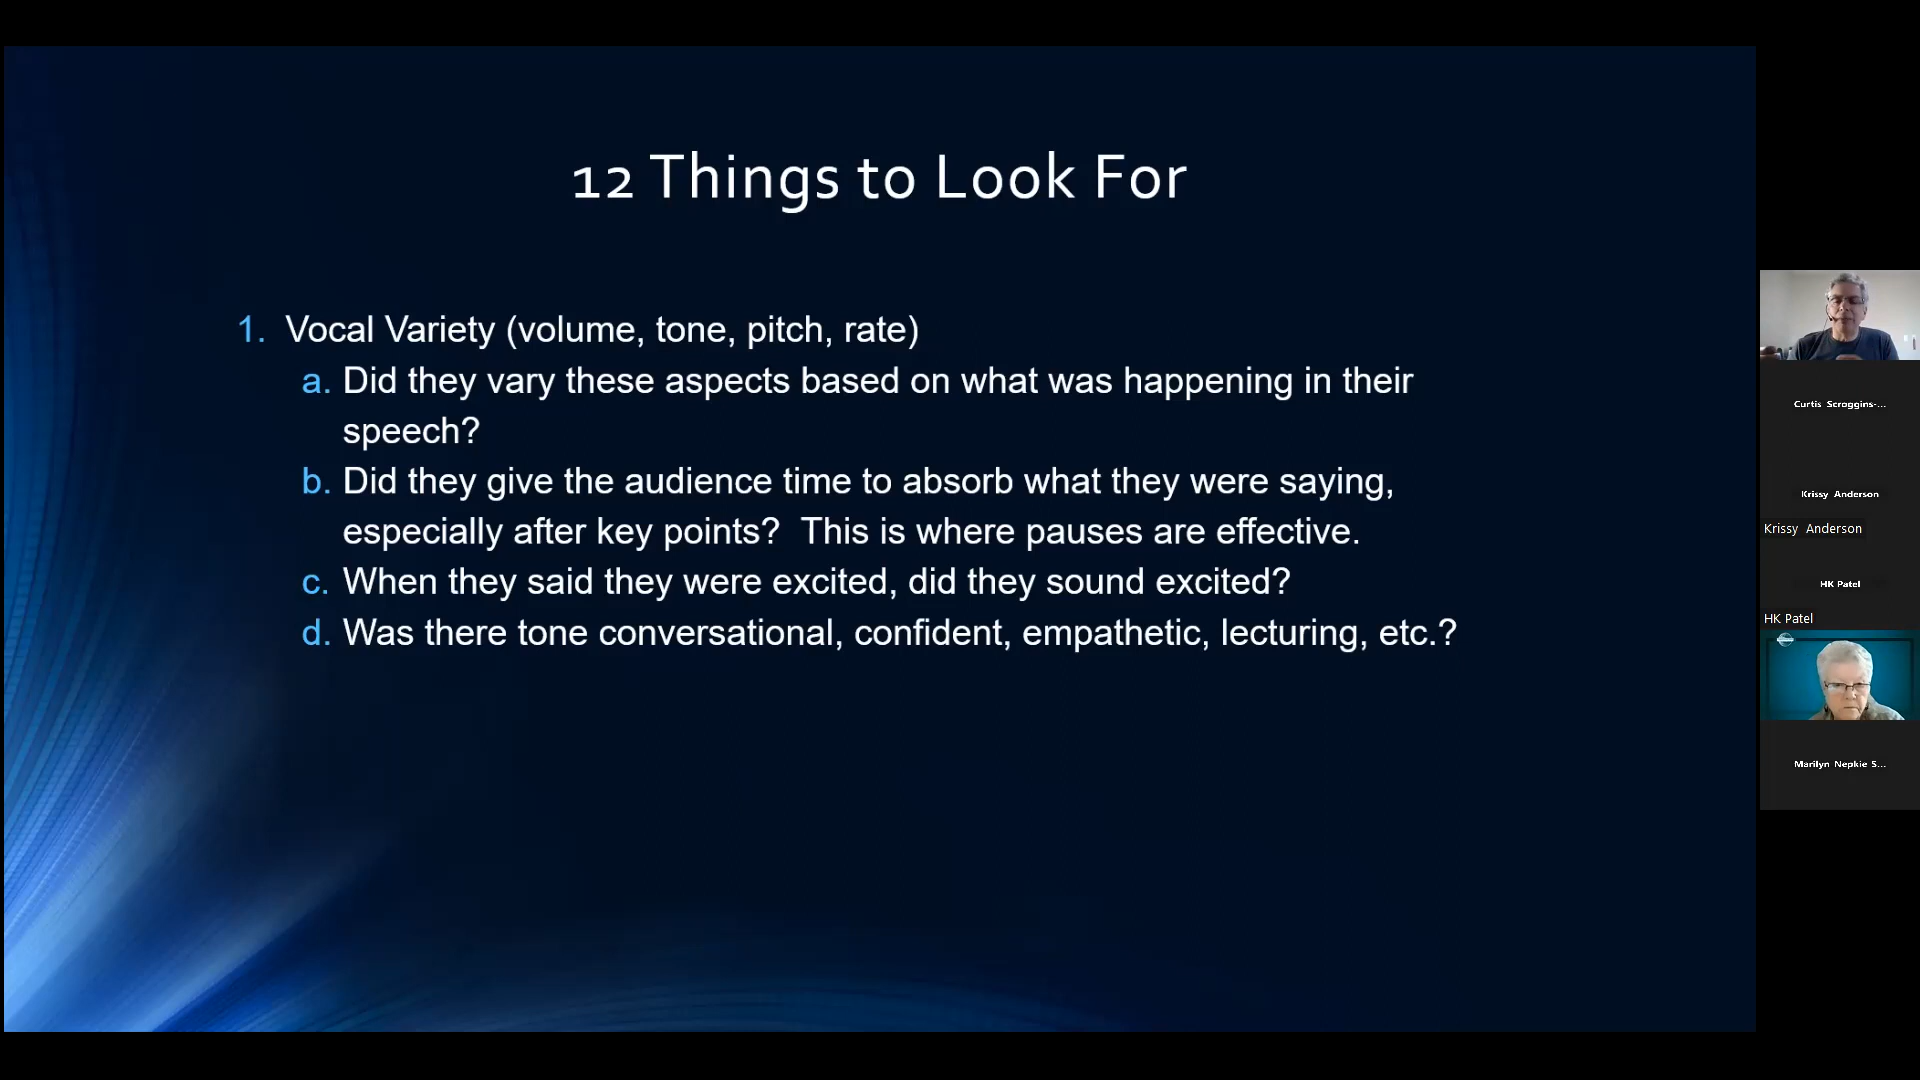 12 Things to Look For
1. Vocal Variety (volume, tone, pitch, rate)
a. Did they vary these aspects based on what was happening in their
speech?
b. Did they give the audience time to absorb what they were saying,
especially after key points? This is where pauses are effective.
c. When they said they were excited, did they sound excited?
d. Was there tone conversational, confident, empathetic, lecturing, etc.?
Curtis Scroggins-...
Krissy Anderson
Krissy Anderson
HK Patel
HK Patel
Marilyn Nepkie S...